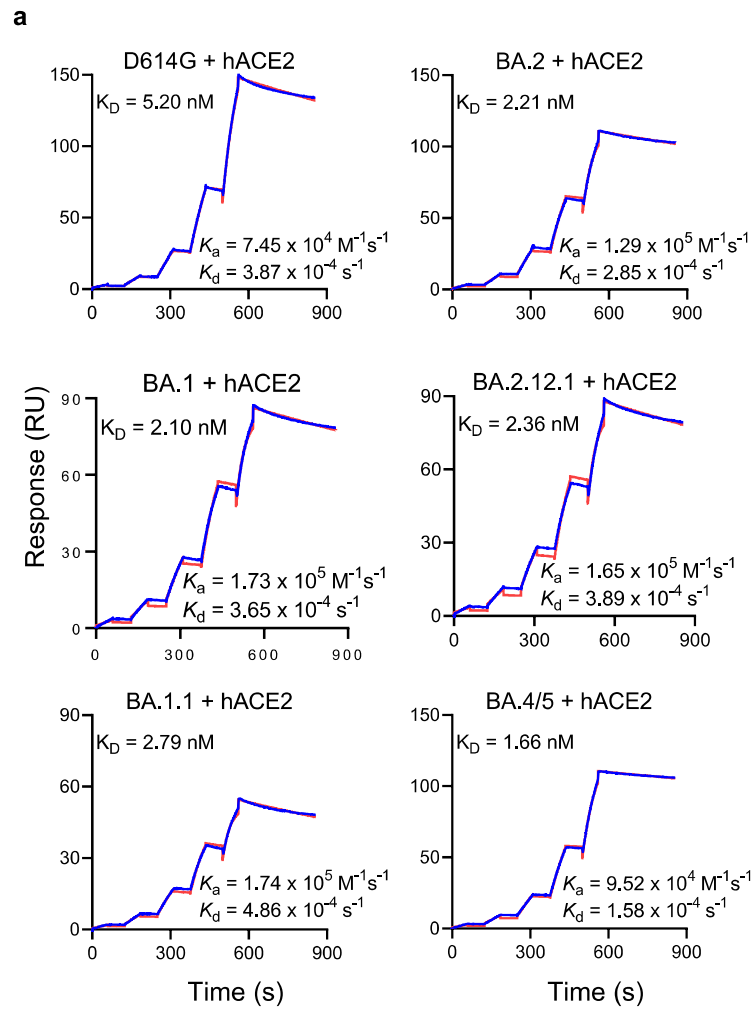 a
D614G + hACE2
150
100
50
0
K_D = 5.20 nM
K_a = 7.45 x 10^4 M^-1s^-1
K_d = 3.87 x 10^-4 s^-1
0 300 600 900
BA.2 + hACE2
150
100
50
0
K_D = 2.21 nM
K_a = 1.29 x 10^5 M^-1s^-1
K_d = 2.85 x 10^-4 s^-1
0 300 600 900
Response (RU)
BA.1 + hACE2
90
60
30
0
K_D = 2.10 nM
K_a = 1.73 x 10^5 M^-1s^-1
K_d = 3.65 x 10^-4 s^-1
0 300 600 900
BA.2.12.1 + hACE2
90
60
30
0
K_D = 2.36 nM
K_a = 1.65 x 10^5 M^-1s^-1
K_d = 3.89 x 10^-4 s^-1
0 300 600 900
BA.1.1 + hACE2
90
60
30
0
K_D = 2.79 nM
K_a = 1.74 x 10^5 M^-1s^-1
K_d = 4.86 x 10^-4 s^-1
0 300 600 900
Time (s)
BA.4/5 + hACE2
150
100
50
0
K_D = 1.66 nM
K_a = 9.52 x 10^4 M^-1s^-1
K_d = 1.58 x 10^-4 s^-1
0 300 600 900
Time (s)